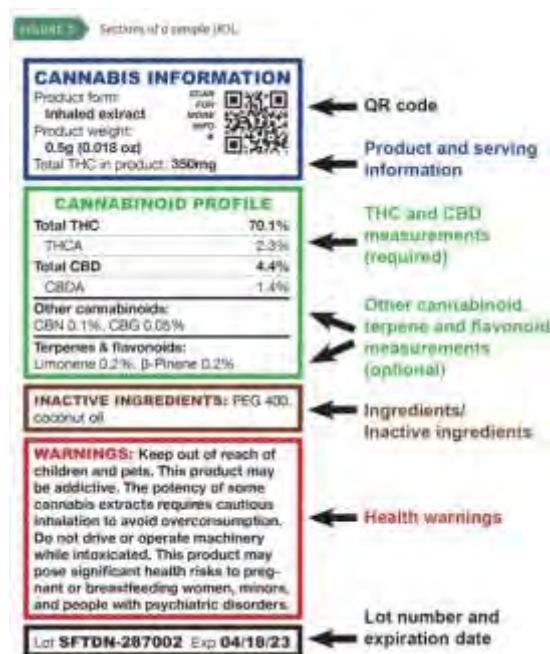 FIGURE 5 Sections of a sample UCIL.
CANNABIS INFORMATION
Product form:
Inhaled extract
Product weight:
0.5g (0.018 oz)
Total THC in product: 350mg
SCAN
FOR
MORE
INFO
QR code
Product and serving
information
CANNABINOID PROFILE
Total THC 70.1%
THCA 2.3%
Total CBD 4.4%
CBDA 1.4%
Other cannabinoids:
CBN 0.1%, CBG 0.05%
Terpenes & flavonoids:
Limonene 0.2%, β-Pinene 0.2%
THC and CBD
measurements
(required)
Other cannabinoid,
terpene and flavonoid
measurements
(optional)
INACTIVE INGREDIENTS: PEG 400,
coconut oil
Ingredients/
Inactive ingredients
WARNINGS: Keep out of reach of
children and pets. This product may
be addictive. The potency of some
cannabis extracts requires cautious
inhalation to avoid overconsumption.
Do not drive or operate machinery
while intoxicated. This product may
pose significant health risks to preg-
nant or breastfeeding women, minors,
and people with psychiatric disorders.
Health warnings
Lot SFTDN-287002 Exp 04/18/23
Lot number and
expiration date